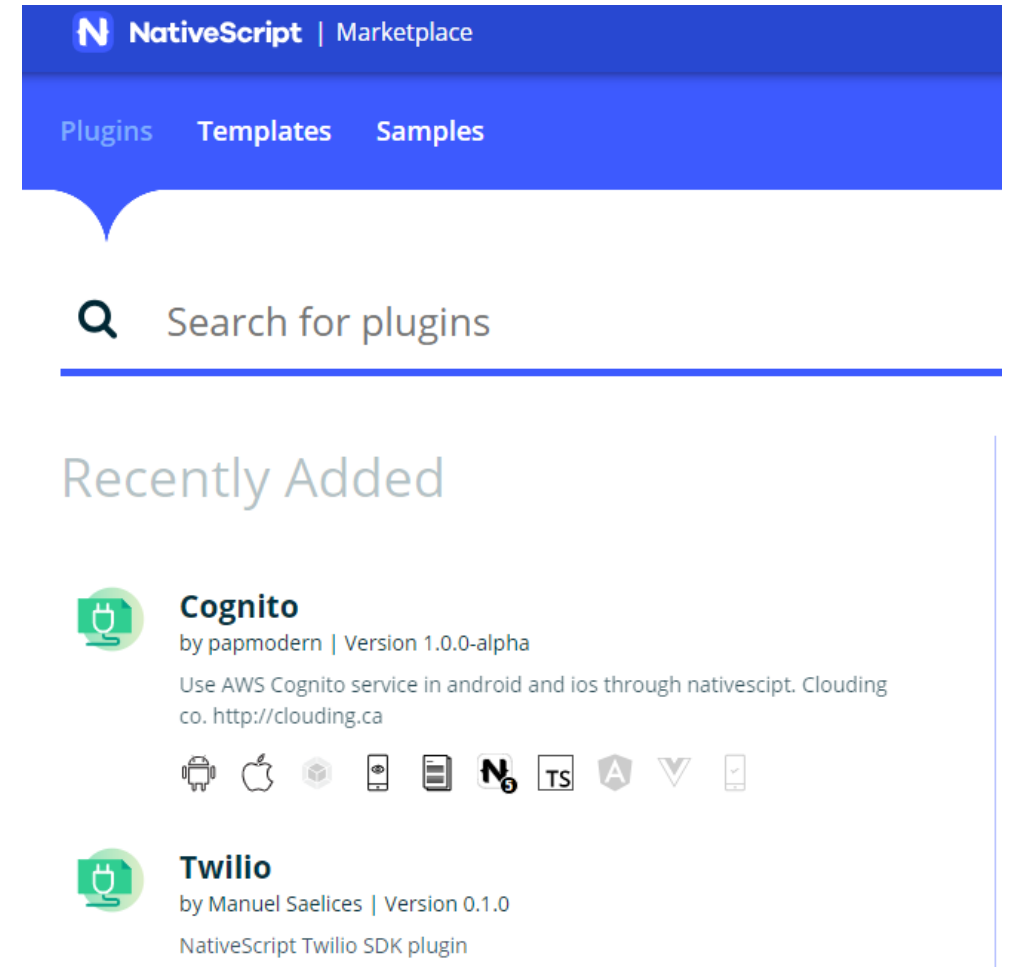 NativeScript | Marketplace
Plugins Templates Samples
Search for plugins
Recently Added
Cognito
by papmodern | Version 1.0.0-alpha
Use AWS Cognito service in android and ios through nativescipt. Clouding
co. http://clouding.ca
N 5 TS A
Twilio
by Manuel Saelices | Version 0.1.0
NativeScript Twilio SDK plugin